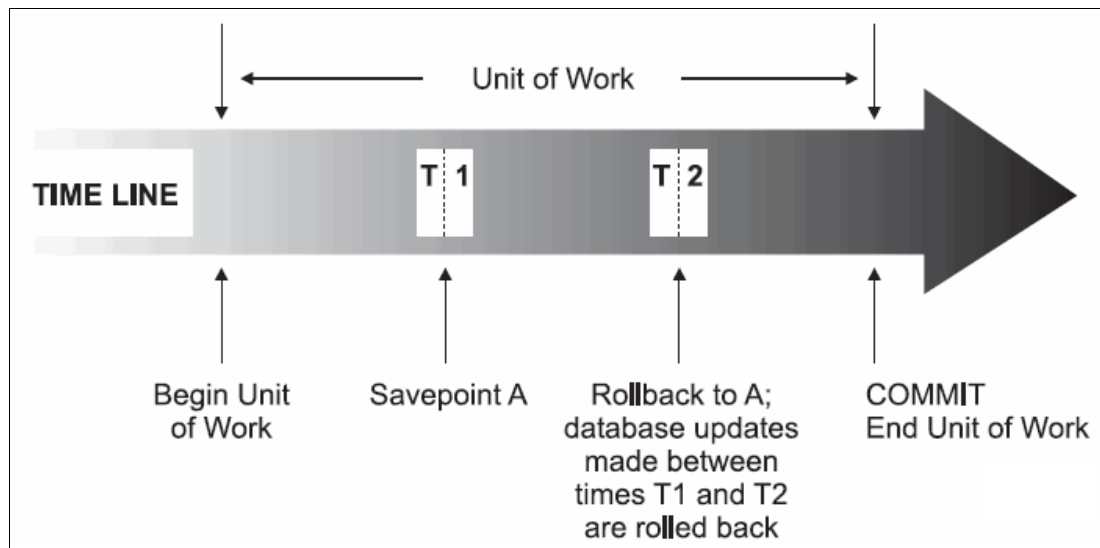 Unit of Work
TIME LINE
T 1
T 2
Begin Unit
of Work
Savepoint A
Rollback to A;
database updates
made between
times T1 and T2
are rolled back
COMMIT
End Unit of Work